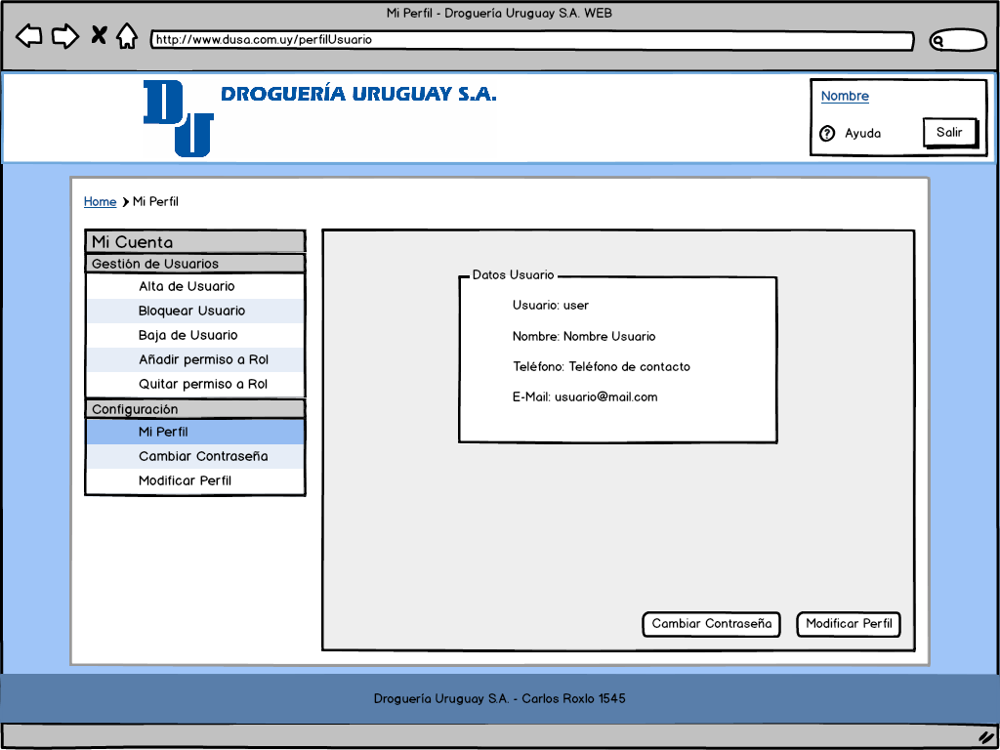 Mi Perfil - Droguería Uruguay S.A. WEB
http://www.dusa.com.uy/perfilUsuario
DU
DROGUERÍA URUGUAY S.A.
Nombre
? Ayuda
Salir
Home > Mi Perfil
Mi Cuenta
Gestión de Usuarios
Alta de Usuario
Bloquear Usuario
Baja de Usuario
Añadir permiso a Rol
Quitar permiso a Rol
Configuración
Mi Perfil
Cambiar Contraseña
Modificar Perfil
Datos Usuario
Usuario: user
Nombre: Nombre Usuario
Teléfono: Teléfono de contacto
E-Mail: usuario@mail.com
Cambiar Contraseña
Modificar Perfil
Droguería Uruguay S.A. - Carlos Roxlo 1545